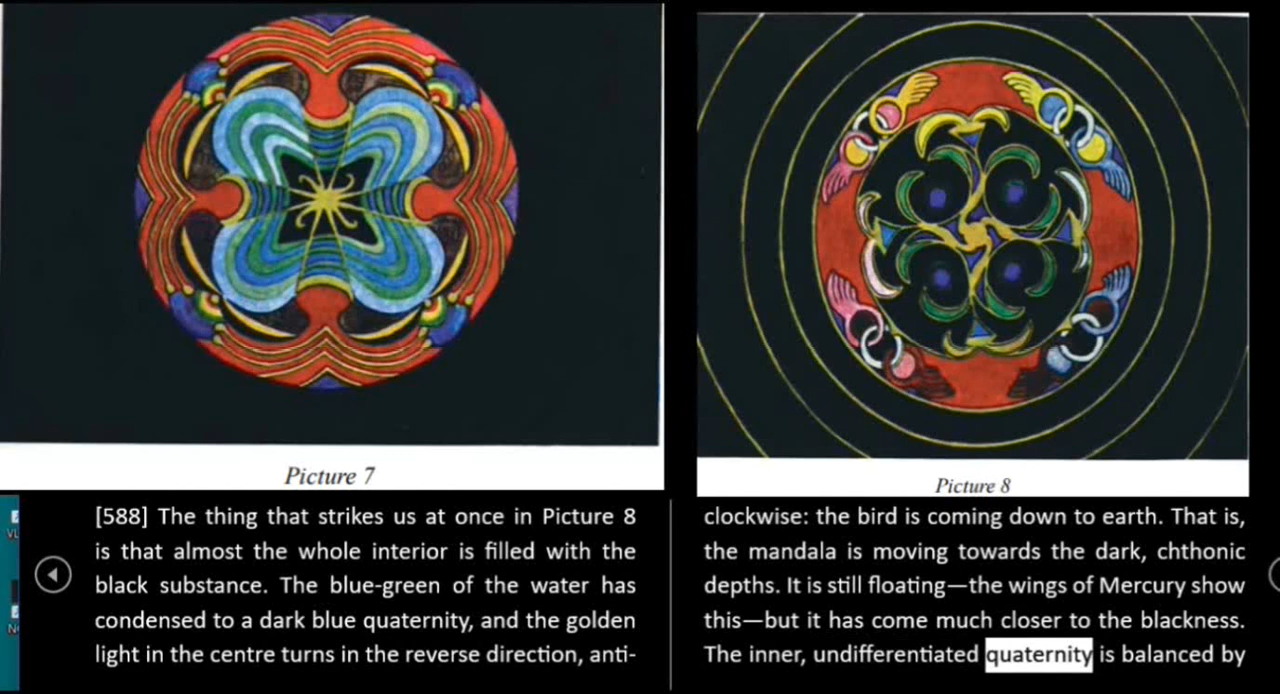 Picture 7
Picture 8
[588] The thing that strikes us at once in Picture 8
is that almost the whole interior is filled with the
black substance. The blue-green of the water has
condensed to a dark blue quaternity, and the golden
light in the centre turns in the reverse direction, anti-
clockwise: the bird is coming down to earth. That is,
the mandala is moving towards the dark, chthonic
depths. It is still floating—the wings of Mercury show
this—but it has come much closer to the blackness.
The inner, undifferentiated quaternity is balanced by